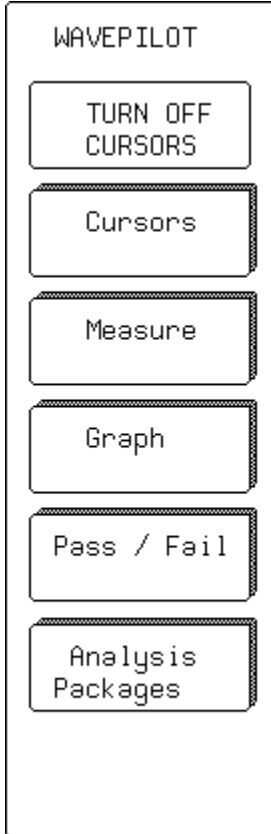 WAVEPILOT
TURN OFF
CURSORS
Cursors
Measure
Graph
Pass / Fail
Analysis
Packages